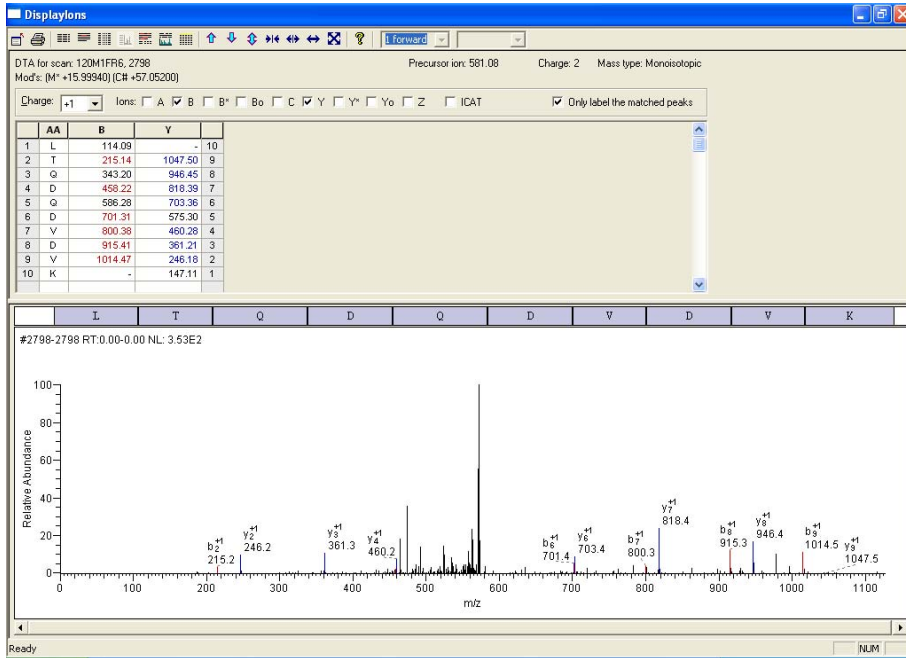 DisplayIons
1 forward
DTA for scan: 120M1FR6, 2798 Precursor ion: 581.08 Charge: 2 Mass type: Monoisotopic
Mod's: (M* +15.99940) (C# +57.05200)
Charge: +1 Ions: A B B* Bo C Y Y* Yo Z ICAT Only label the matched peaks
AA B Y
1 L 114.09 - 10
2 T 215.14 1047.50 9
3 Q 343.20 946.45 8
4 D 458.22 818.39 7
5 Q 586.28 703.36 6
6 D 701.31 575.30 5
7 V 800.38 460.28 4
8 D 915.41 361.21 3
9 V 1014.47 246.18 2
10 K - 147.11 1
L T Q D Q D V D V K
#2798-2798 RT:0.00-0.00 NL: 3.53E2
Relative Abundance
100
80
60
40
20
0
b2+1
215.2
y2+1
246.2
y3+1
361.3
y4+1
460.2
b6+1
701.4
y6+1
703.4
b7+1
800.3
y7+1
818.4
b8+1
915.3
y8+1
946.4
b9+1
1014.5
y9+1
1047.5
0 100 200 300 400 500 600 700 800 900 1000 1100
m/z
Ready NUM